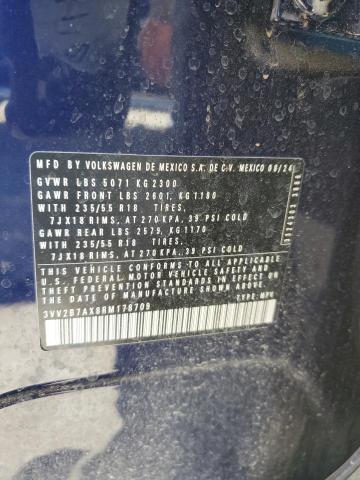 MFD BY VOLKSWAGEN DE MEXICO S.A. DE C.V. MEXICO 08/24
GVWR LBS 5071 KG 2300
GAWR FRONT LBS 2601, KG 1180
WITH 235/55 R18 TIRES,
7JX18 RIMS, AT 270 KPA, 39 PSI COLD
GAWR REAR LBS 2579, KG 1170
WITH 235/55 R18 TIRES,
7JX18 RIMS, AT 270 KPA, 39 PSI COLD
THIS VEHICLE CONFORMS TO ALL APPLICABLE
U.S. FEDERAL MOTOR VEHICLE SAFETY AND
THEFT PREVENTION STANDARDS IN EFFECT ON
THE DATE OF MANUFACTURE SHOWN ABOVE
3VV2B7AX8RM178709 TYPE: MPV